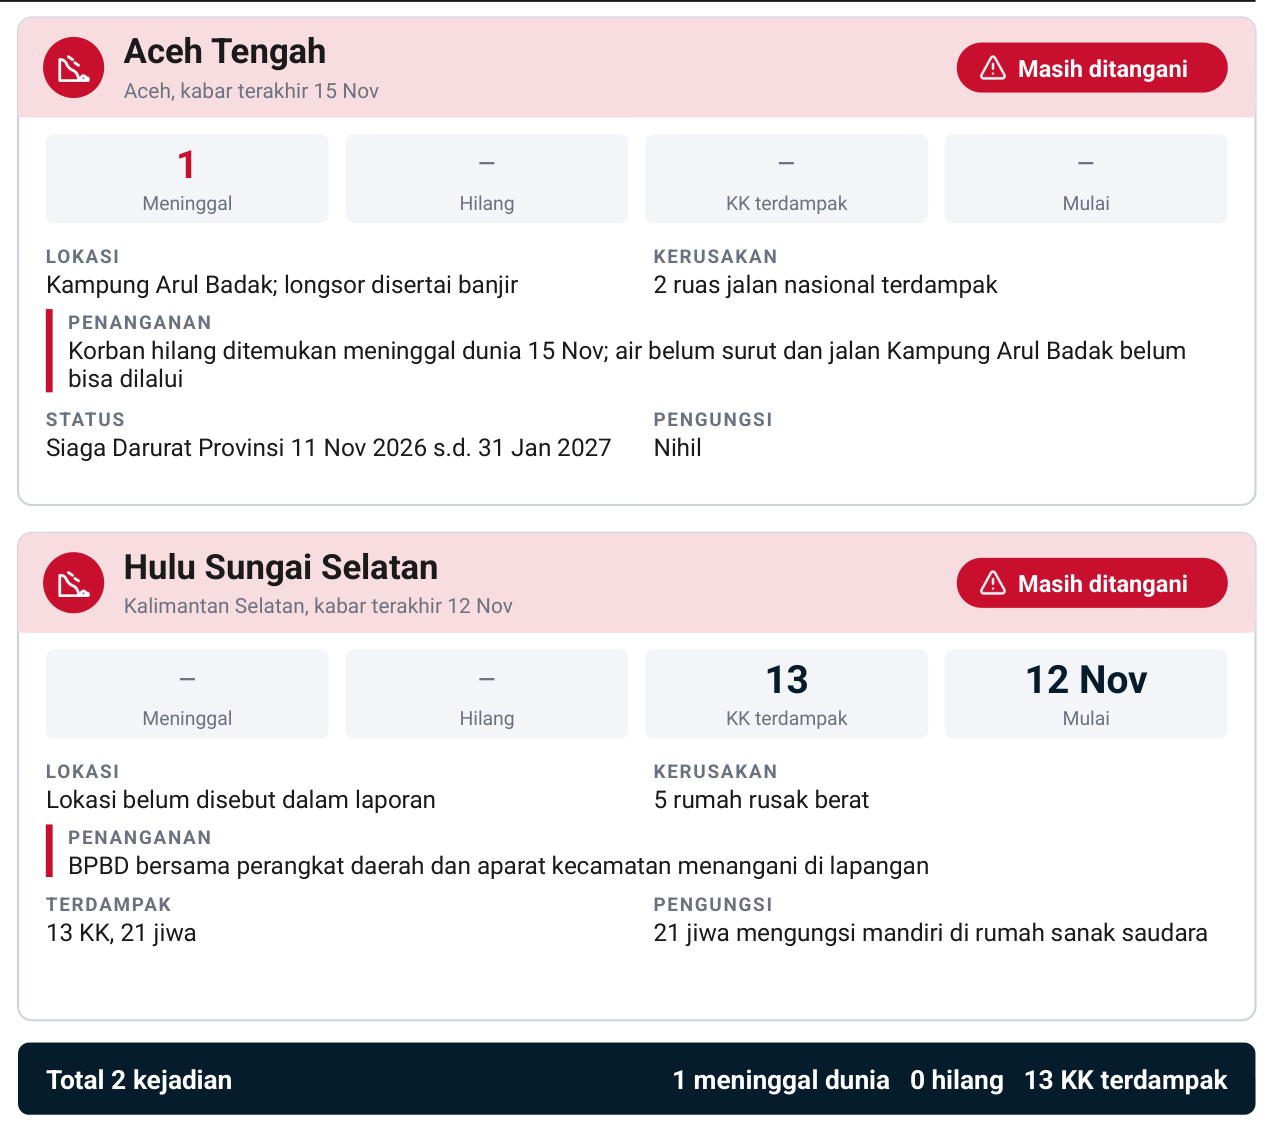 Aceh Tengah
Aceh, kabar terakhir 15 Nov
Masih ditangani
1
Meninggal
–
Hilang
–
KK terdampak
–
Mulai
LOKASI
Kampung Arul Badak; longsor disertai banjir
KERUSAKAN
2 ruas jalan nasional terdampak
PENANGANAN
Korban hilang ditemukan meninggal dunia 15 Nov; air belum surut dan jalan Kampung Arul Badak belum
bisa dilalui
STATUS
Siaga Darurat Provinsi 11 Nov 2026 s.d. 31 Jan 2027
PENGUNGSI
Nihil
Hulu Sungai Selatan
Kalimantan Selatan, kabar terakhir 12 Nov
Masih ditangani
–
Meninggal
–
Hilang
13
KK terdampak
12 Nov
Mulai
LOKASI
Lokasi belum disebut dalam laporan
KERUSAKAN
5 rumah rusak berat
PENANGANAN
BPBD bersama perangkat daerah dan aparat kecamatan menangani di lapangan
TERDAMPAK
13 KK, 21 jiwa
PENGUNGSI
21 jiwa mengungsi mandiri di rumah sanak saudara
Total 2 kejadian
1 meninggal dunia 0 hilang 13 KK terdampak